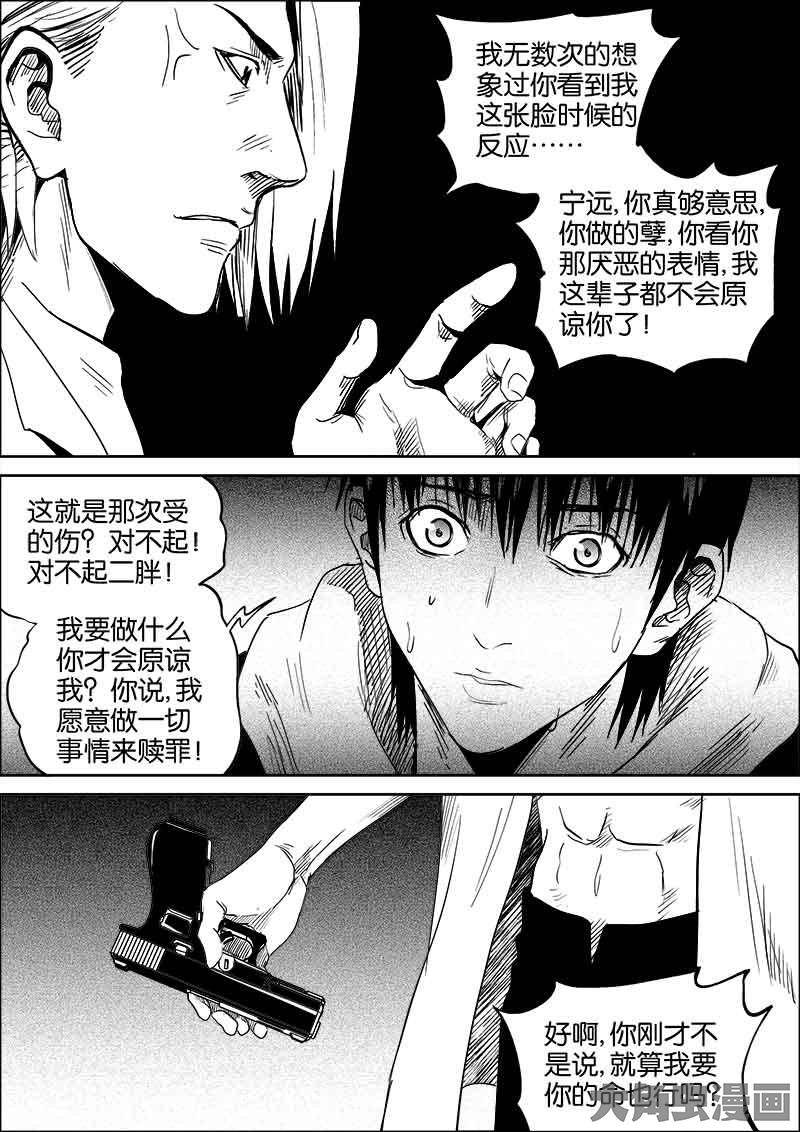 我无数次的想
象过你看到我
这张脸时候的
反应……
宁远,你真够意思,
你做的孽,你看你
那厌恶的表情,我
这辈子都不会原
谅你了！
这就是那次受
的伤？对不起！
对不起二胖！
我要做什么
你才会原谅
我？你说,我
愿意做一切
事情来赎罪！
好啊,你刚才不
是说,就算我要
你的命也行吗？
大角虫漫画